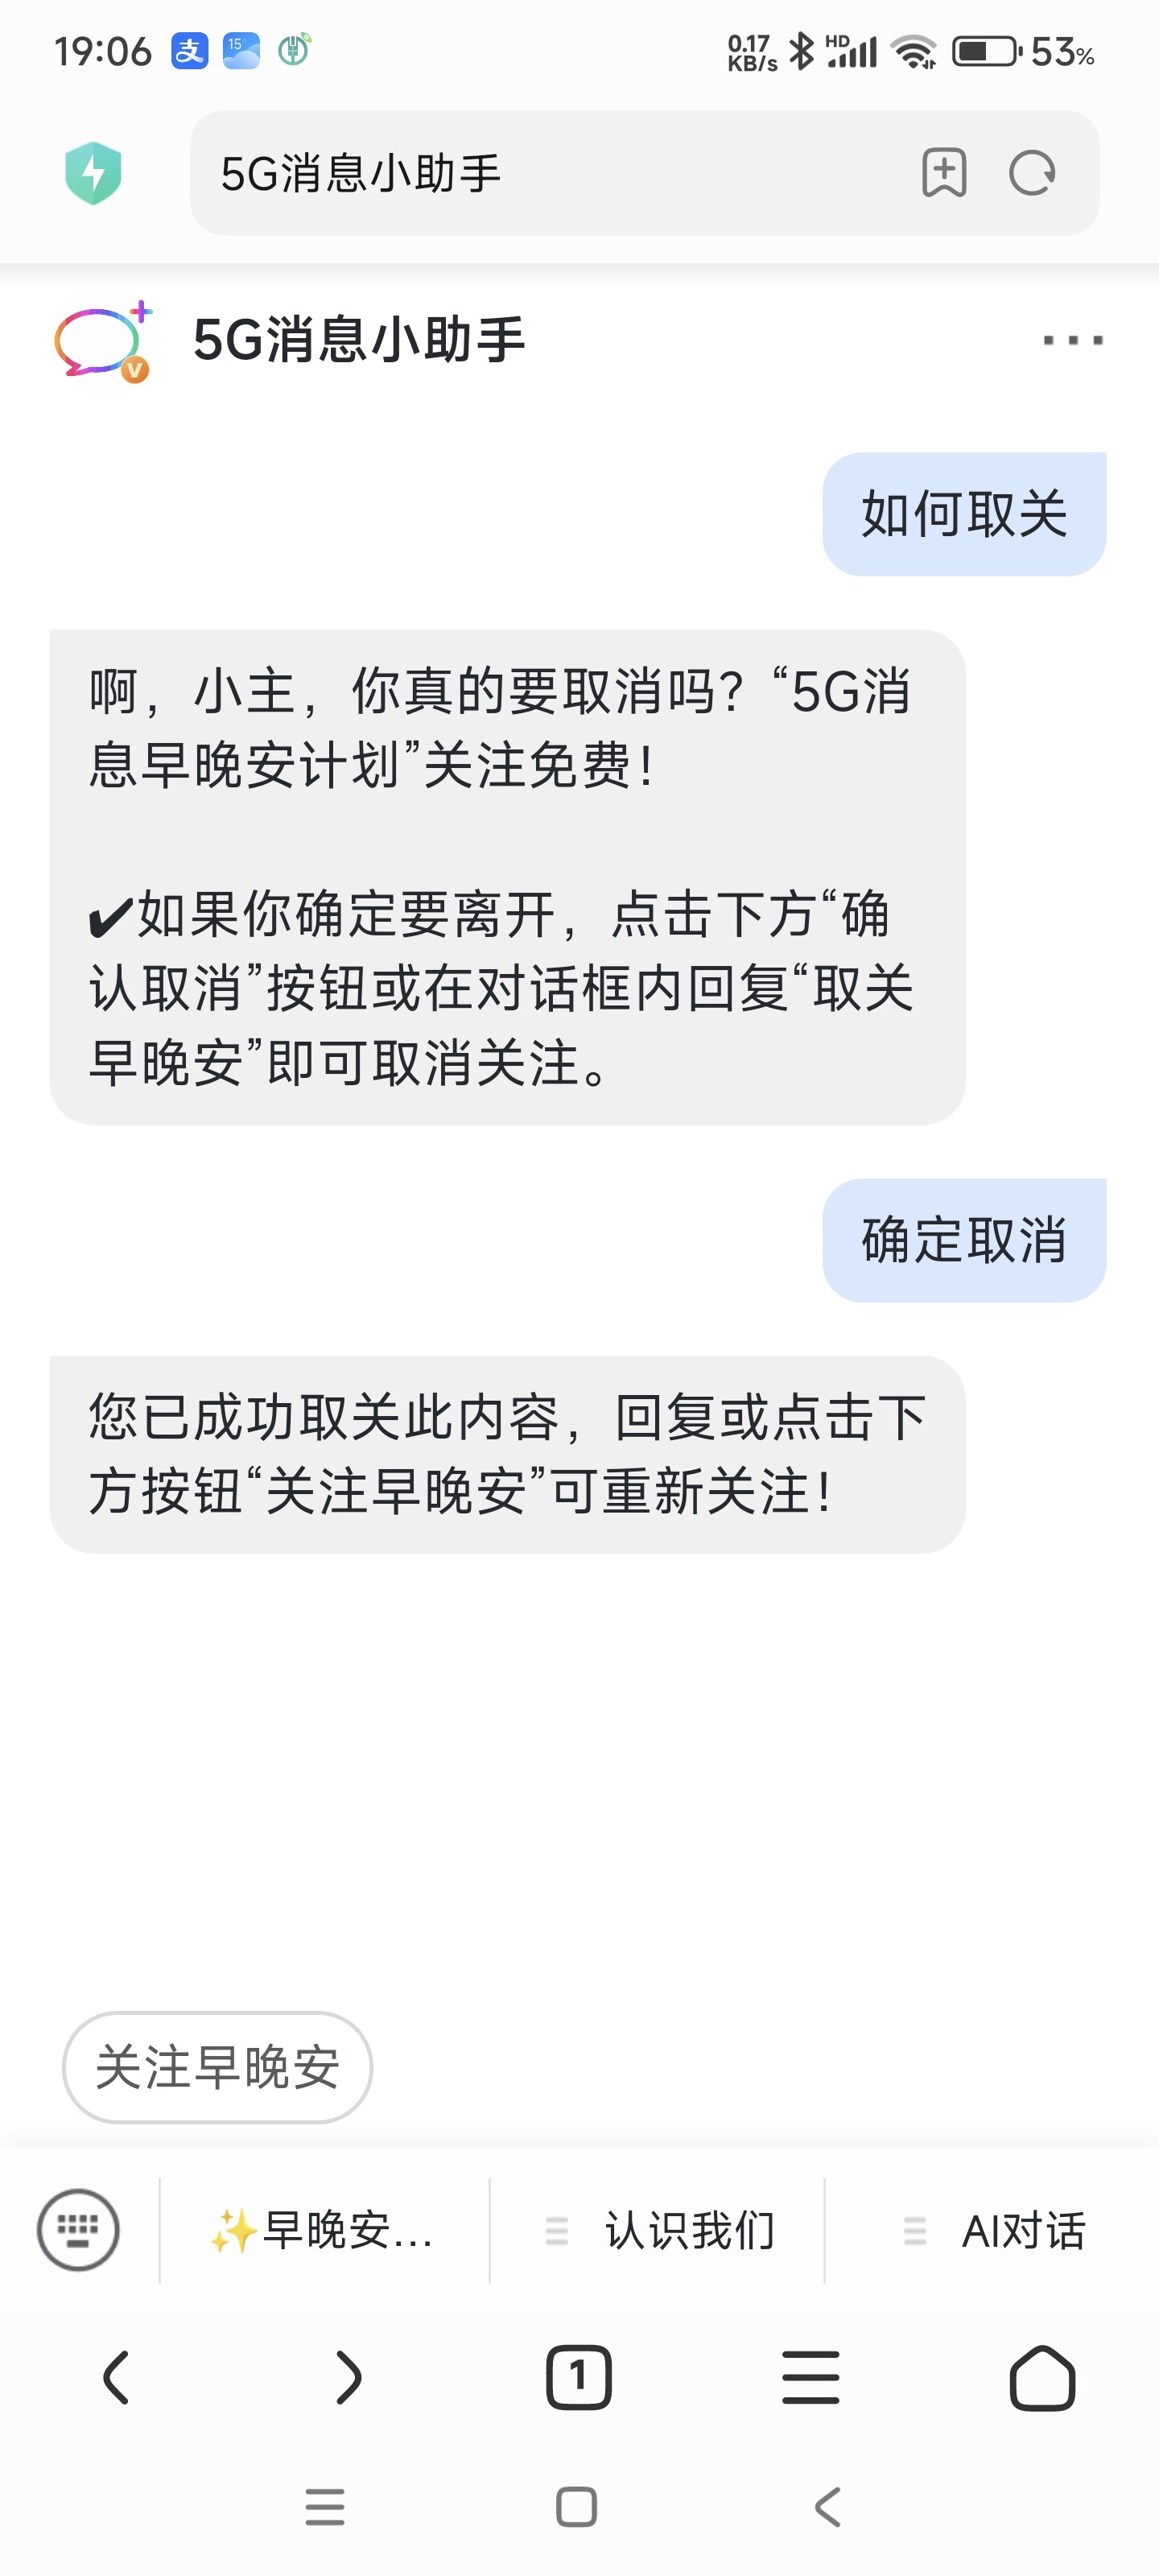 19:06 支 15° 0.17 KB/s HD 53%
5G消息小助手
5G消息小助手
V
如何取关
啊，小主，你真的要取消吗？“5G消
息早晚安计划”关注免费！
✔如果你确定要离开，点击下方“确
认取消”按钮或在对话框内回复“取关
早晚安”即可取消关注。
确定取消
您已成功取关此内容，回复或点击下
方按钮“关注早晚安”可重新关注！
关注早晚安
✨早晚安... 认识我们 AI对话
1